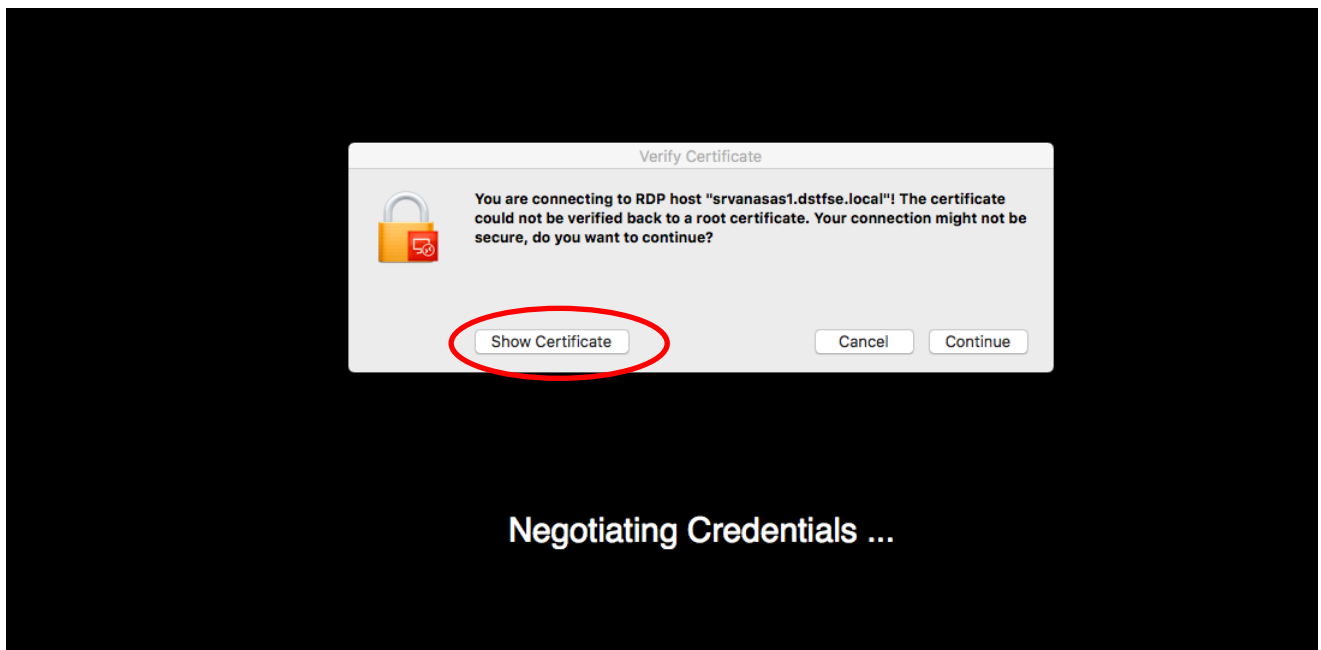 Verify Certificate
You are connecting to RDP host "srvanasas1.dstfse.local"! The certificate
could not be verified back to a root certificate. Your connection might not be
secure, do you want to continue?
Show Certificate
Cancel
Continue
Negotiating Credentials ...